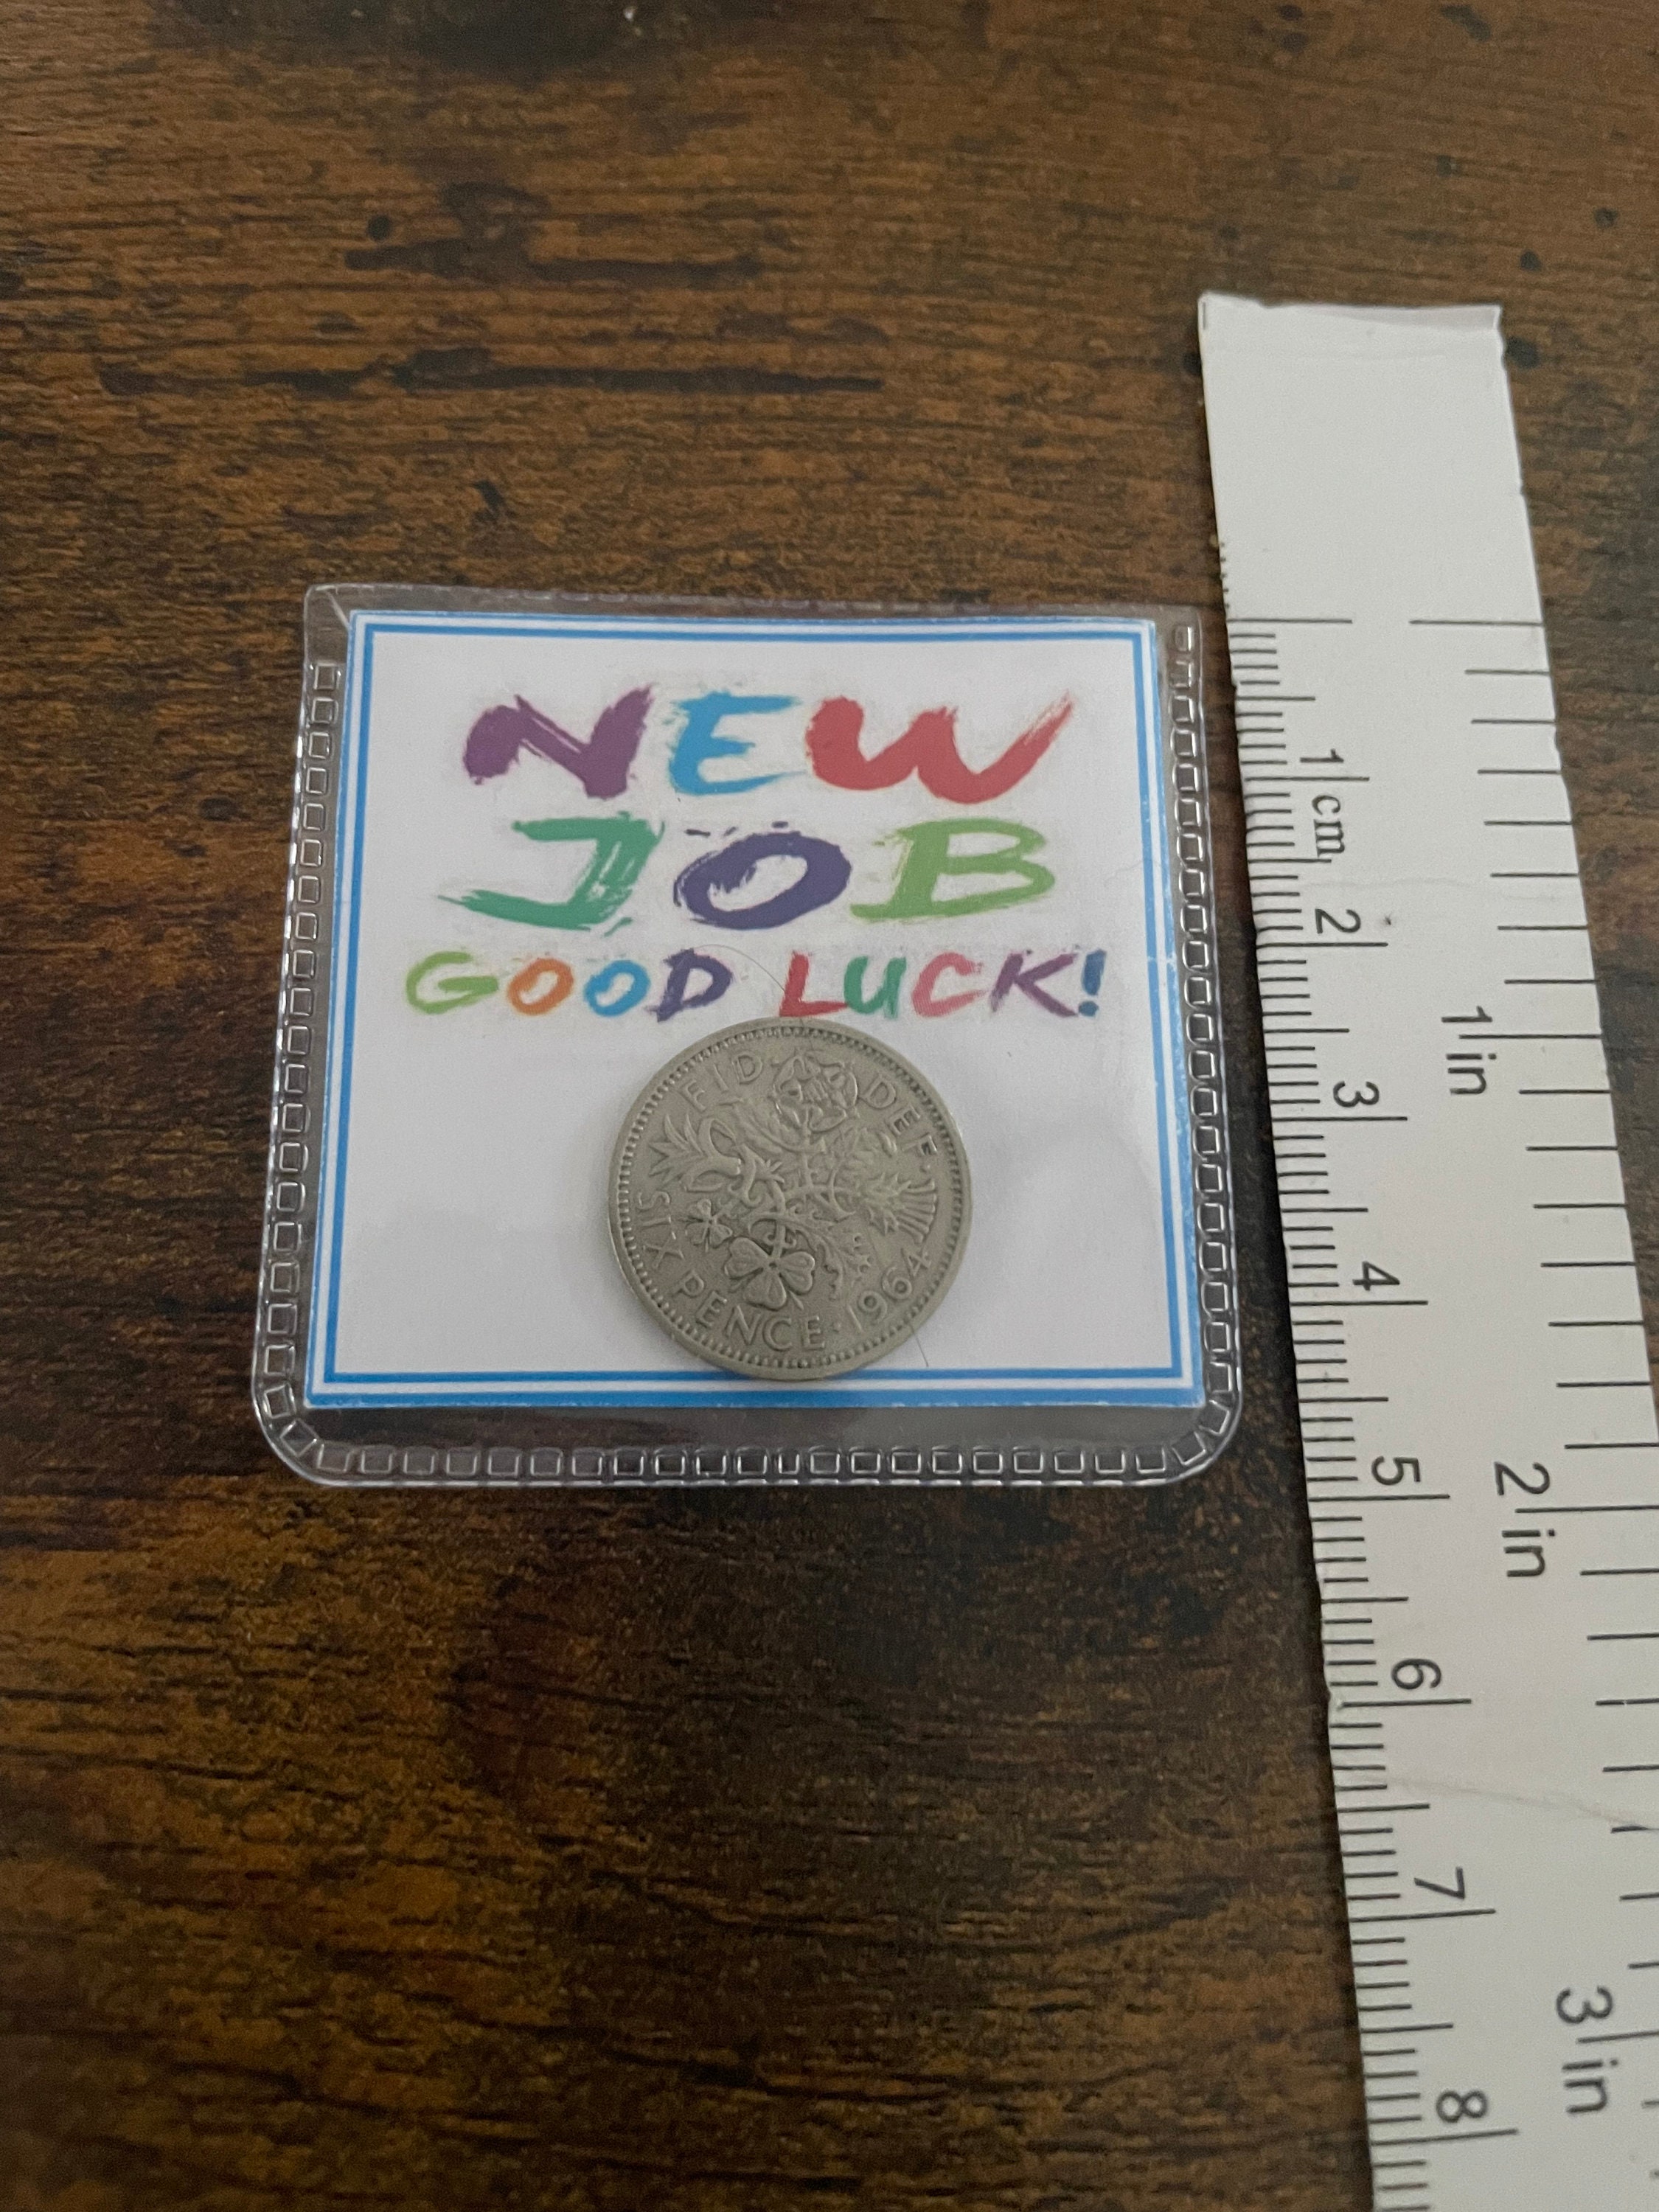 NEW
JOB
GOOD LUCK!
FID · DEF.
SIX PENCE · 1964
1 cm
2
3
4
5
6
7
8
1 in
2 in
3 in